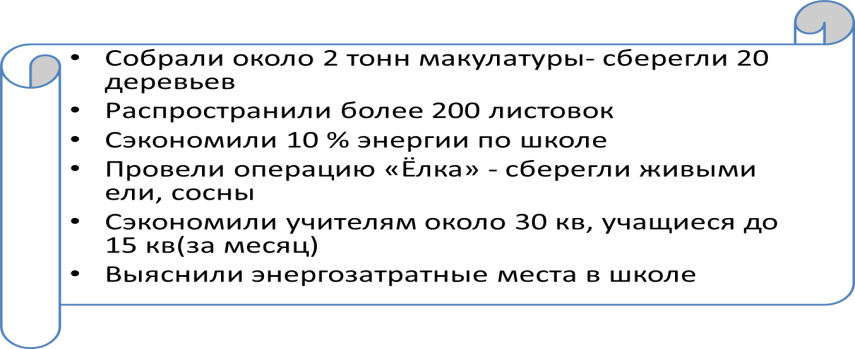 • Собрали около 2 тонн макулатуры- сберегли 20
деревьев
• Распространили более 200 листовок
• Сэкономили 10 % энергии по школе
• Провели операцию «Ёлка» - сберегли живыми
ели, сосны
• Сэкономили учителям около 30 кв, учащиеся до
15 кв(за месяц)
• Выяснили энергозатратные места в школе